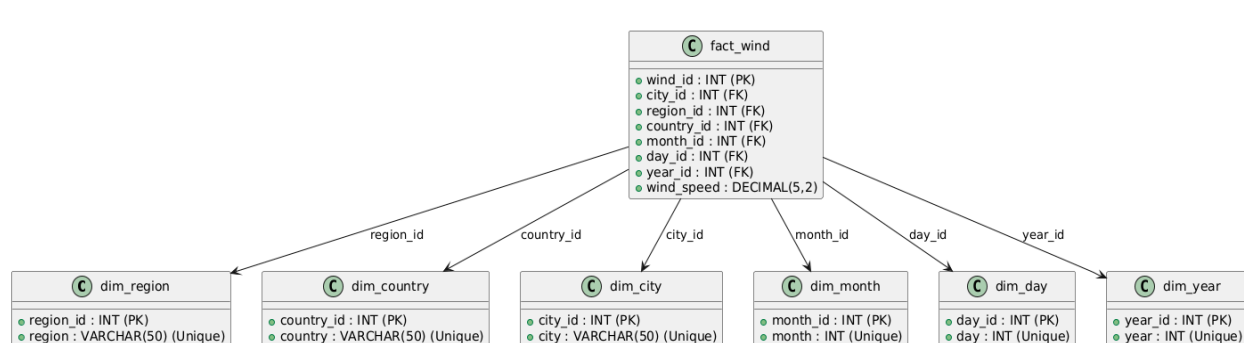 C fact_wind
wind_id : INT (PK)
city_id : INT (FK)
region_id : INT (FK)
country_id : INT (FK)
month_id : INT (FK)
day_id : INT (FK)
year_id : INT (FK)
wind_speed : DECIMAL(5,2)
region_id country_id city_id month_id day_id year_id
C dim_region
region_id : INT (PK)
region : VARCHAR(50) (Unique)
C dim_country
country_id : INT (PK)
country : VARCHAR(50) (Unique)
C dim_city
city_id : INT (PK)
city : VARCHAR(50) (Unique)
C dim_month
month_id : INT (PK)
month : INT (Unique)
C dim_day
day_id : INT (PK)
day : INT (Unique)
C dim_year
year_id : INT (PK)
year : INT (Unique)